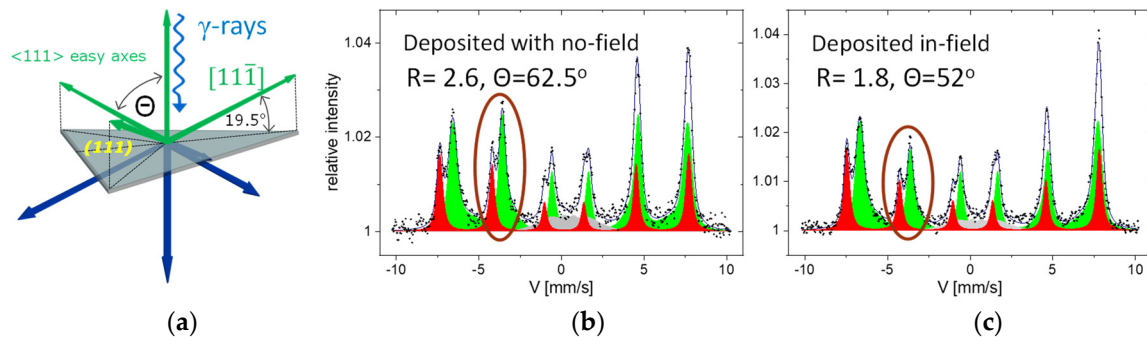 γ-rays
<111> easy axes
[111̄]
Θ
19.5°
(111)
(a)
Deposited with no-field
R= 2.6, Θ=62.5º
relative intensity
1.04
1.02
1
-10
-5
0
5
10
V [mm/s]
(b)
Deposited in-field
R= 1.8, Θ=52º
1.04
1.03
1.02
1.01
1
-10
-5
0
5
10
V [mm/s]
(c)